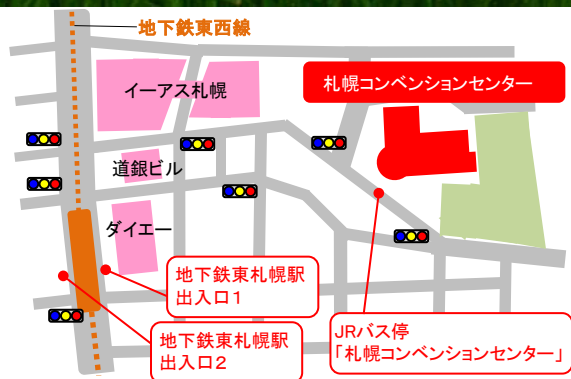 地下鉄東西線
イーアス札幌
札幌コンベンションセンター
道銀ビル
ダイエー
地下鉄東札幌駅
出入口1
地下鉄東札幌駅
出入口2
JRバス停
「札幌コンベンションセンター」